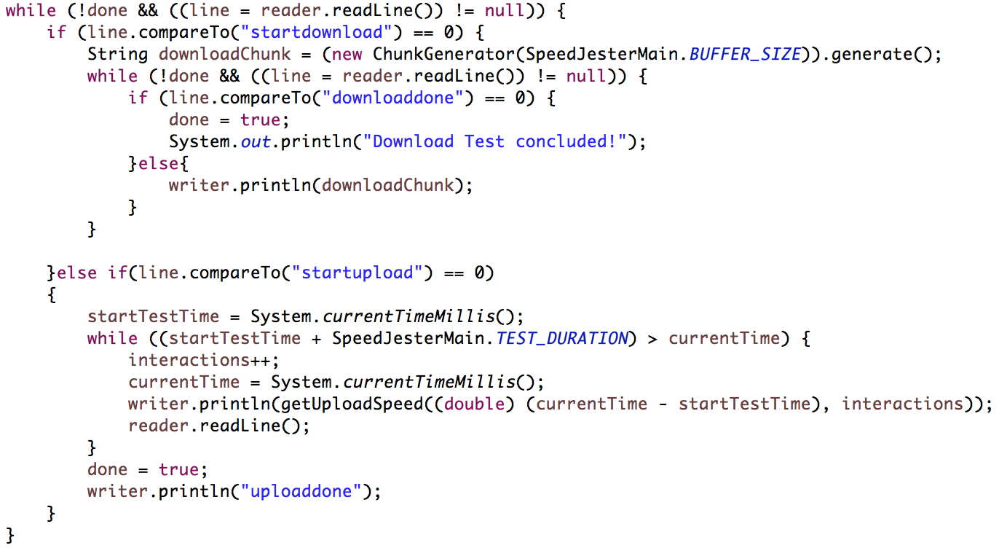 while (!done && ((line = reader.readLine()) != null)) {
    if (line.compareTo("startdownload") == 0) {
        String downloadChunk = (new ChunkGenerator(SpeedJesterMain.BUFFER_SIZE)).generate();
        while (!done && ((line = reader.readLine()) != null)) {
            if (line.compareTo("downloaddone") == 0) {
                done = true;
                System.out.println("Download Test concluded!");
            }else{
                writer.println(downloadChunk);
            }
        }

    }else if(line.compareTo("startupload") == 0)
    {
        startTestTime = System.currentTimeMillis();
        while ((startTestTime + SpeedJesterMain.TEST_DURATION) > currentTime) {
            interactions++;
            currentTime = System.currentTimeMillis();
            writer.println(getUploadSpeed((double) (currentTime - startTestTime), interactions));
            reader.readLine();
        }
        done = true;
        writer.println("uploaddone");
    }
}